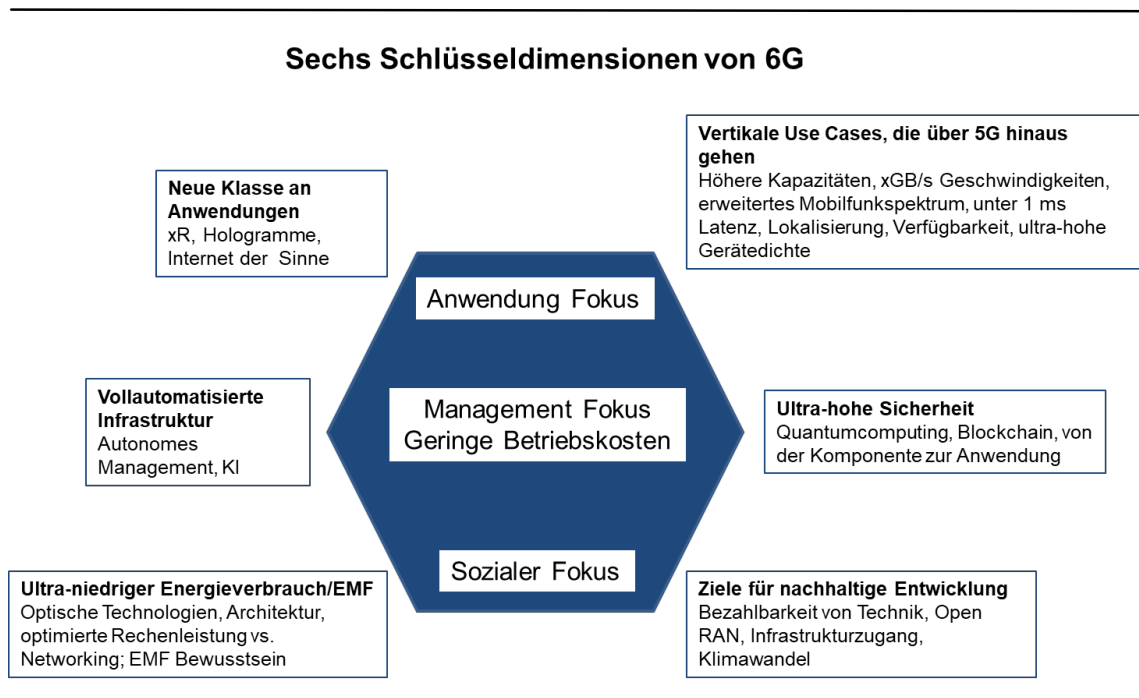 Sechs Schlüsseldimensionen von 6G
Neue Klasse an
Anwendungen
xR, Hologramme,
Internet der Sinne
Vertikale Use Cases, die über 5G hinaus
gehen
Höhere Kapazitäten, xGB/s Geschwindigkeiten,
erweitertes Mobilfunkspektrum, unter 1 ms
Latenz, Lokalisierung, Verfügbarkeit, ultra-hohe
Gerätedichte
Anwendung Fokus
Vollautomatisierte
Infrastruktur
Autonomes
Management, KI
Management Fokus
Geringe Betriebskosten
Ultra-hohe Sicherheit
Quantumcomputing, Blockchain, von
der Komponente zur Anwendung
Sozialer Fokus
Ultra-niedriger Energieverbrauch/EMF
Optische Technologien, Architektur,
optimierte Rechenleistung vs.
Networking; EMF Bewusstsein
Ziele für nachhaltige Entwicklung
Bezahlbarkeit von Technik, Open
RAN, Infrastrukturzugang,
Klimawandel